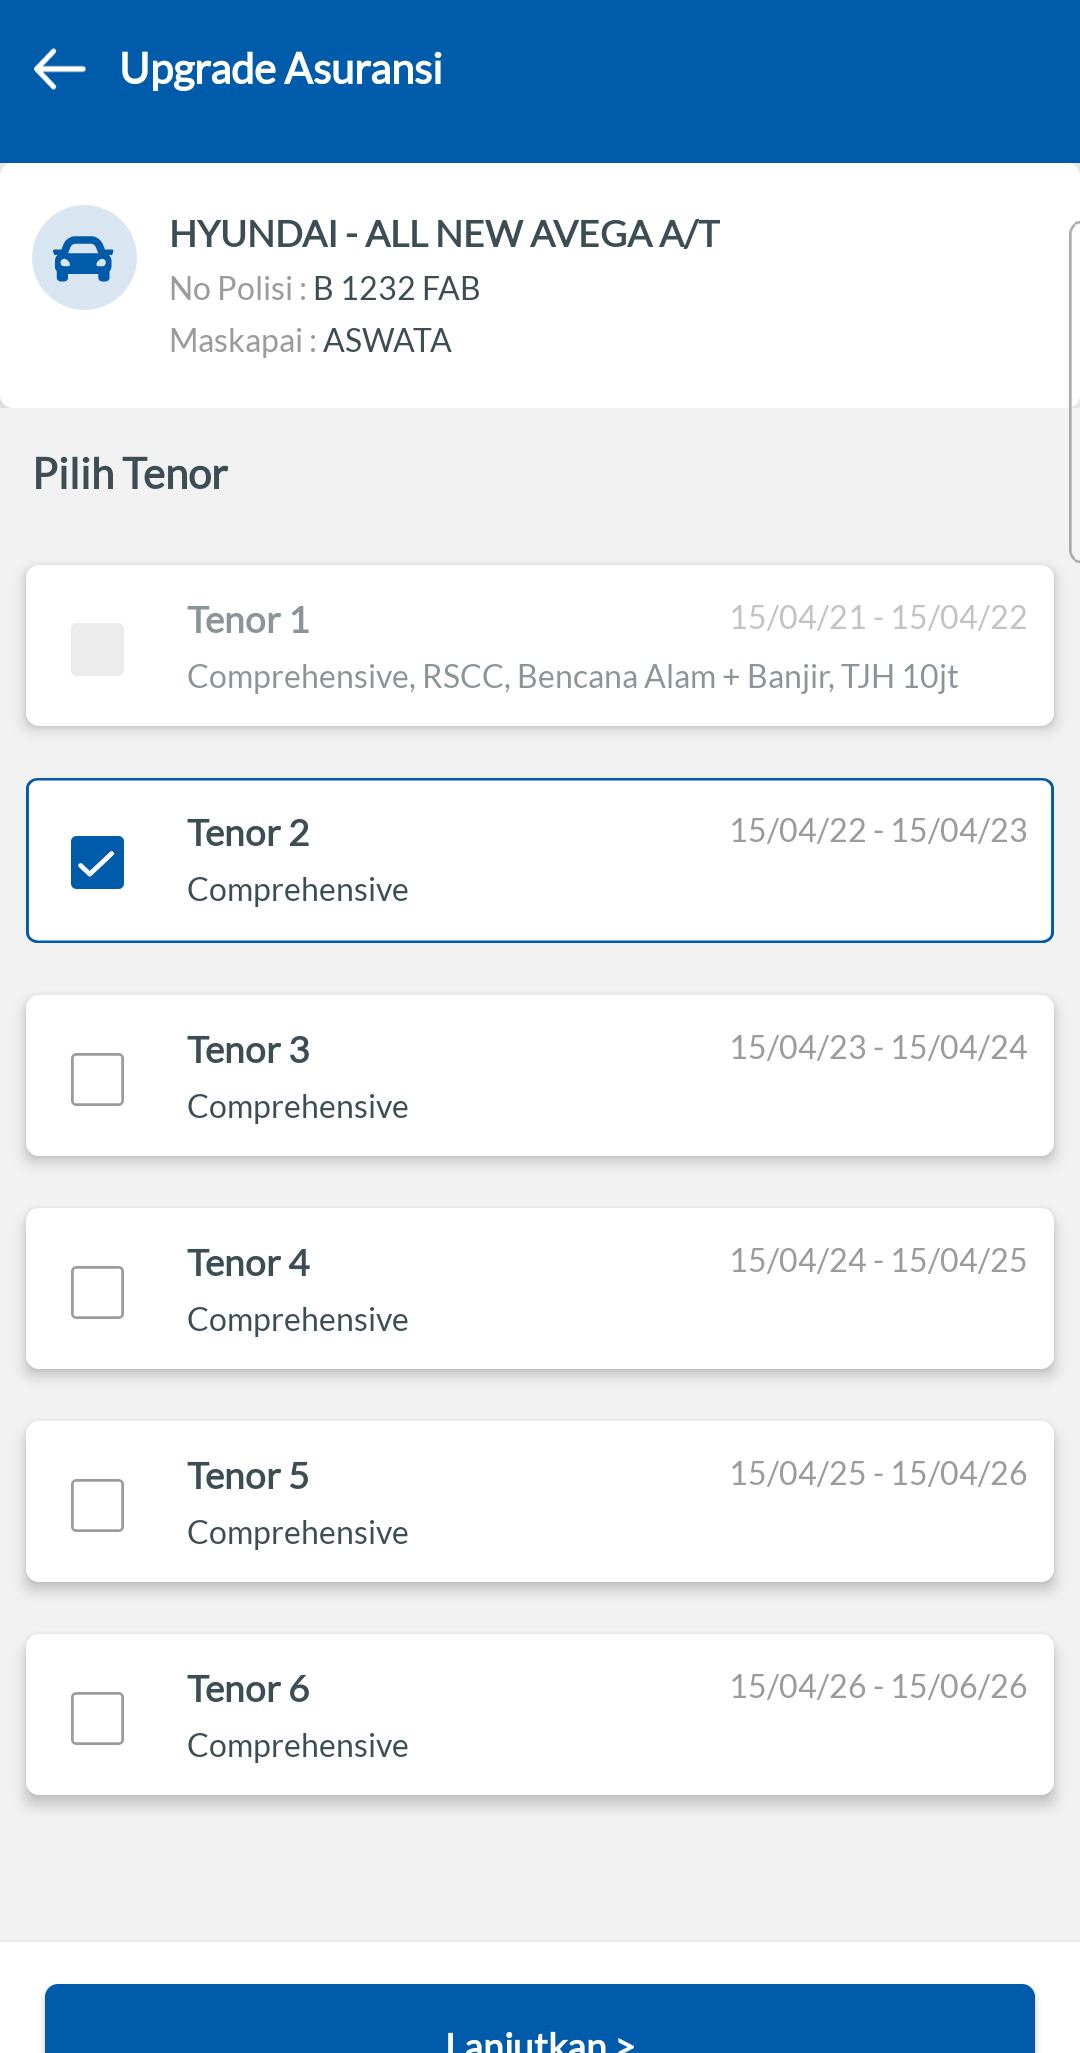 Upgrade Asuransi
HYUNDAI - ALL NEW AVEGA A/T
No Polisi : B 1232 FAB
Maskapai : ASWATA
Pilih Tenor
Tenor 1 15/04/21 - 15/04/22
Comprehensive, RSCC, Bencana Alam + Banjir, TJH 10jt
Tenor 2 15/04/22 - 15/04/23
Comprehensive
Tenor 3 15/04/23 - 15/04/24
Comprehensive
Tenor 4 15/04/24 - 15/04/25
Comprehensive
Tenor 5 15/04/25 - 15/04/26
Comprehensive
Tenor 6 15/04/26 - 15/06/26
Comprehensive
Lanjutkan >